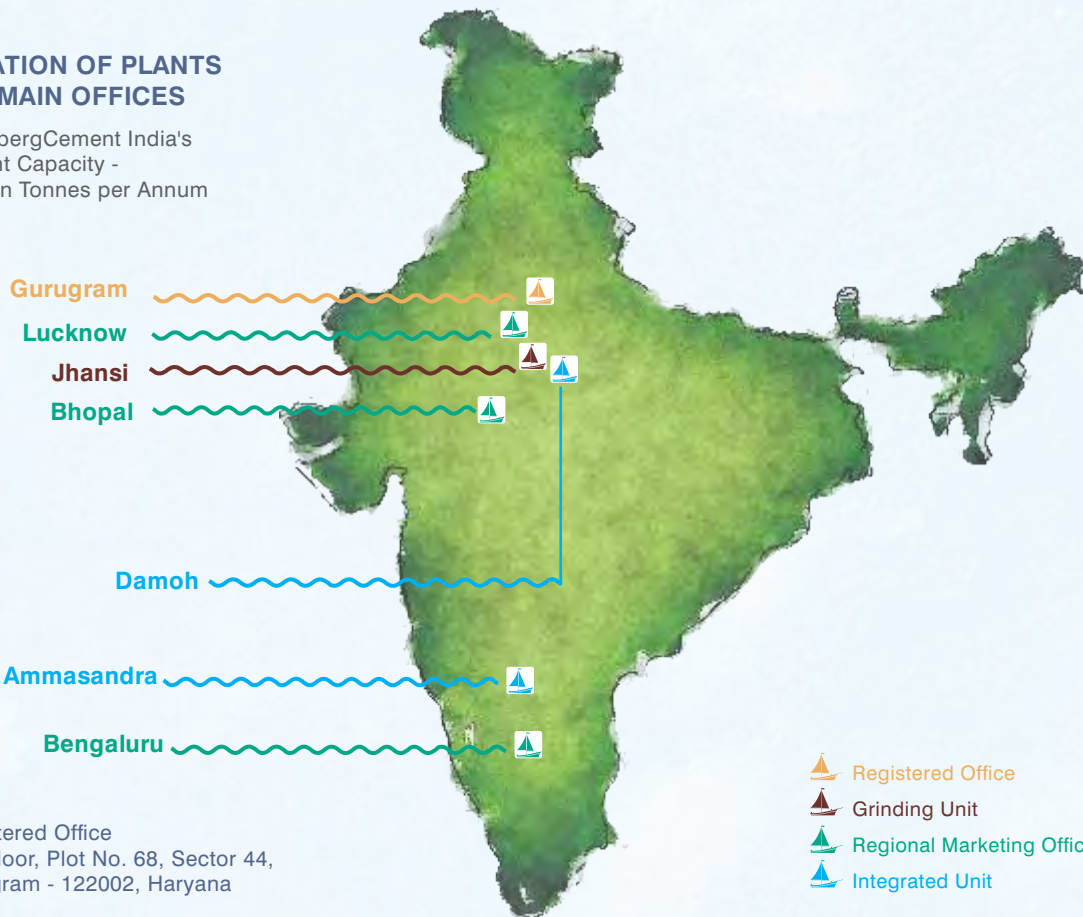 ATION OF PLANTS
MAIN OFFICES
bergCement India's
nt Capacity -
n Tonnes per Annum
Gurugram
Lucknow
Jhansi
Bhopal
Damoh
Ammasandra
Bengaluru
Registered Office
Grinding Unit
Regional Marketing Offic
Integrated Unit
tered Office
loor, Plot No. 68, Sector 44,
gram - 122002, Haryana